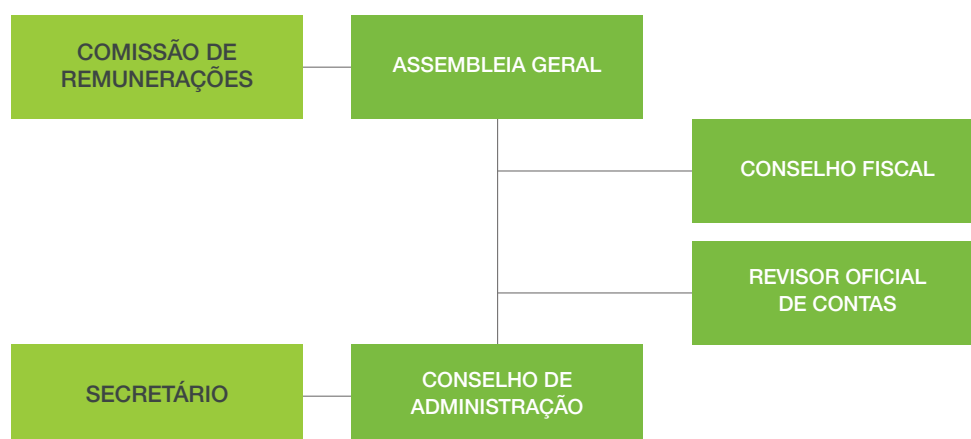 COMISSÃO DE
REMUNERAÇÕES
ASSEMBLEIA GERAL
CONSELHO FISCAL
REVISOR OFICIAL
DE CONTAS
SECRETÁRIO
CONSELHO DE
ADMINISTRAÇÃO